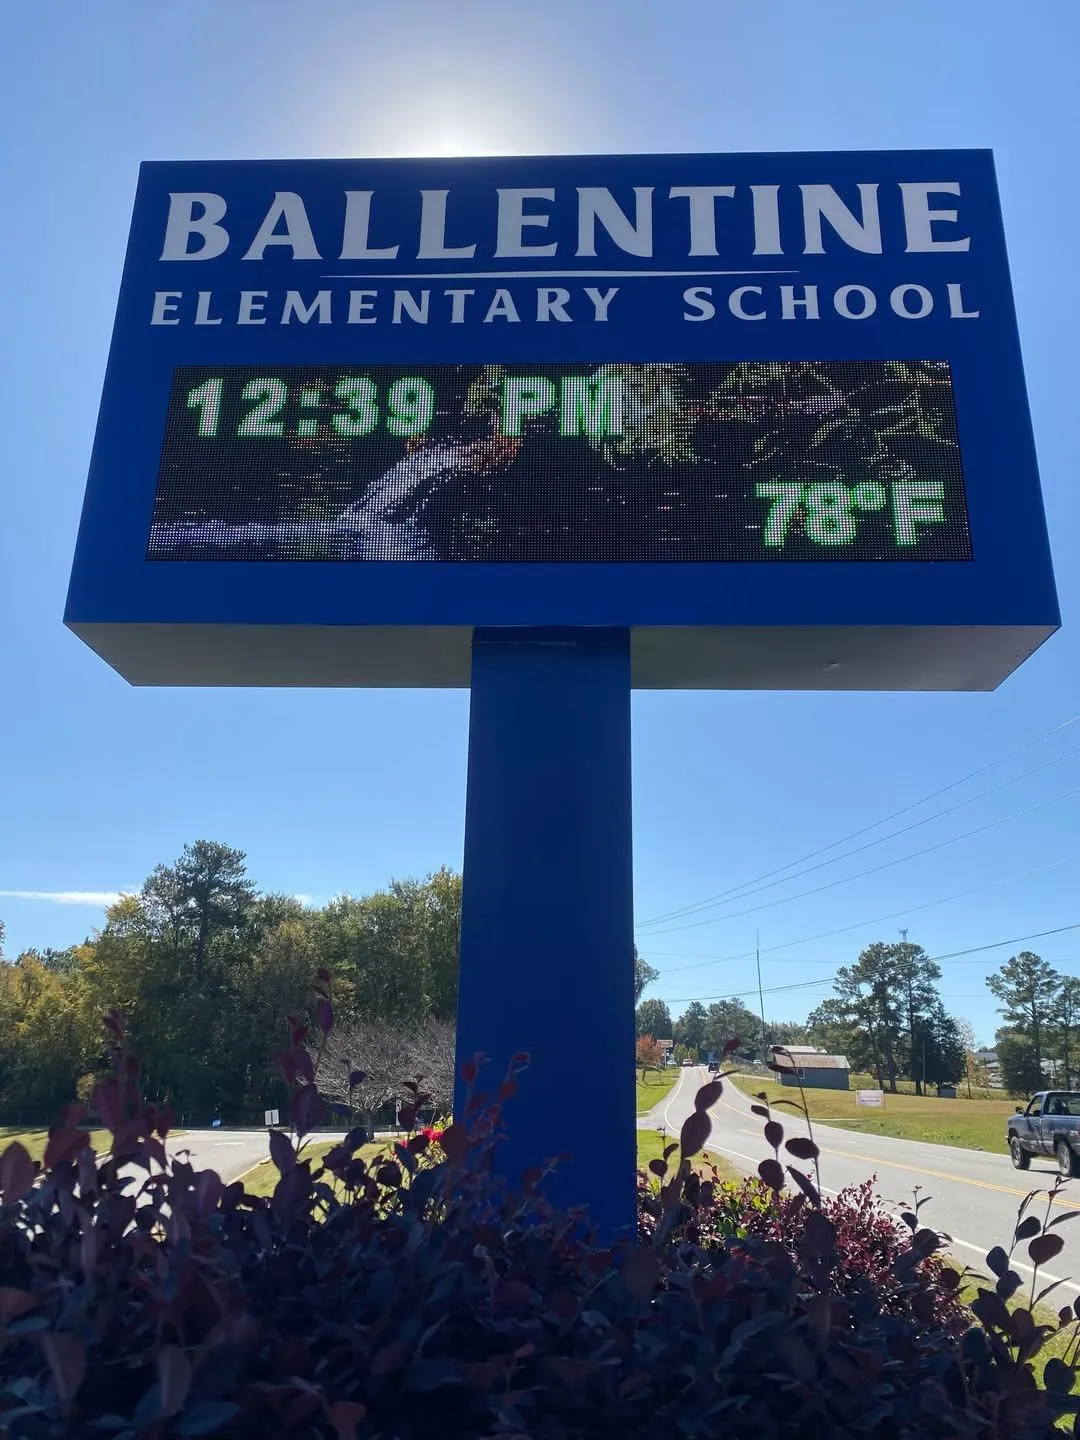 BALLENTINE
ELEMENTARY SCHOOL
12:39 PM
78°F